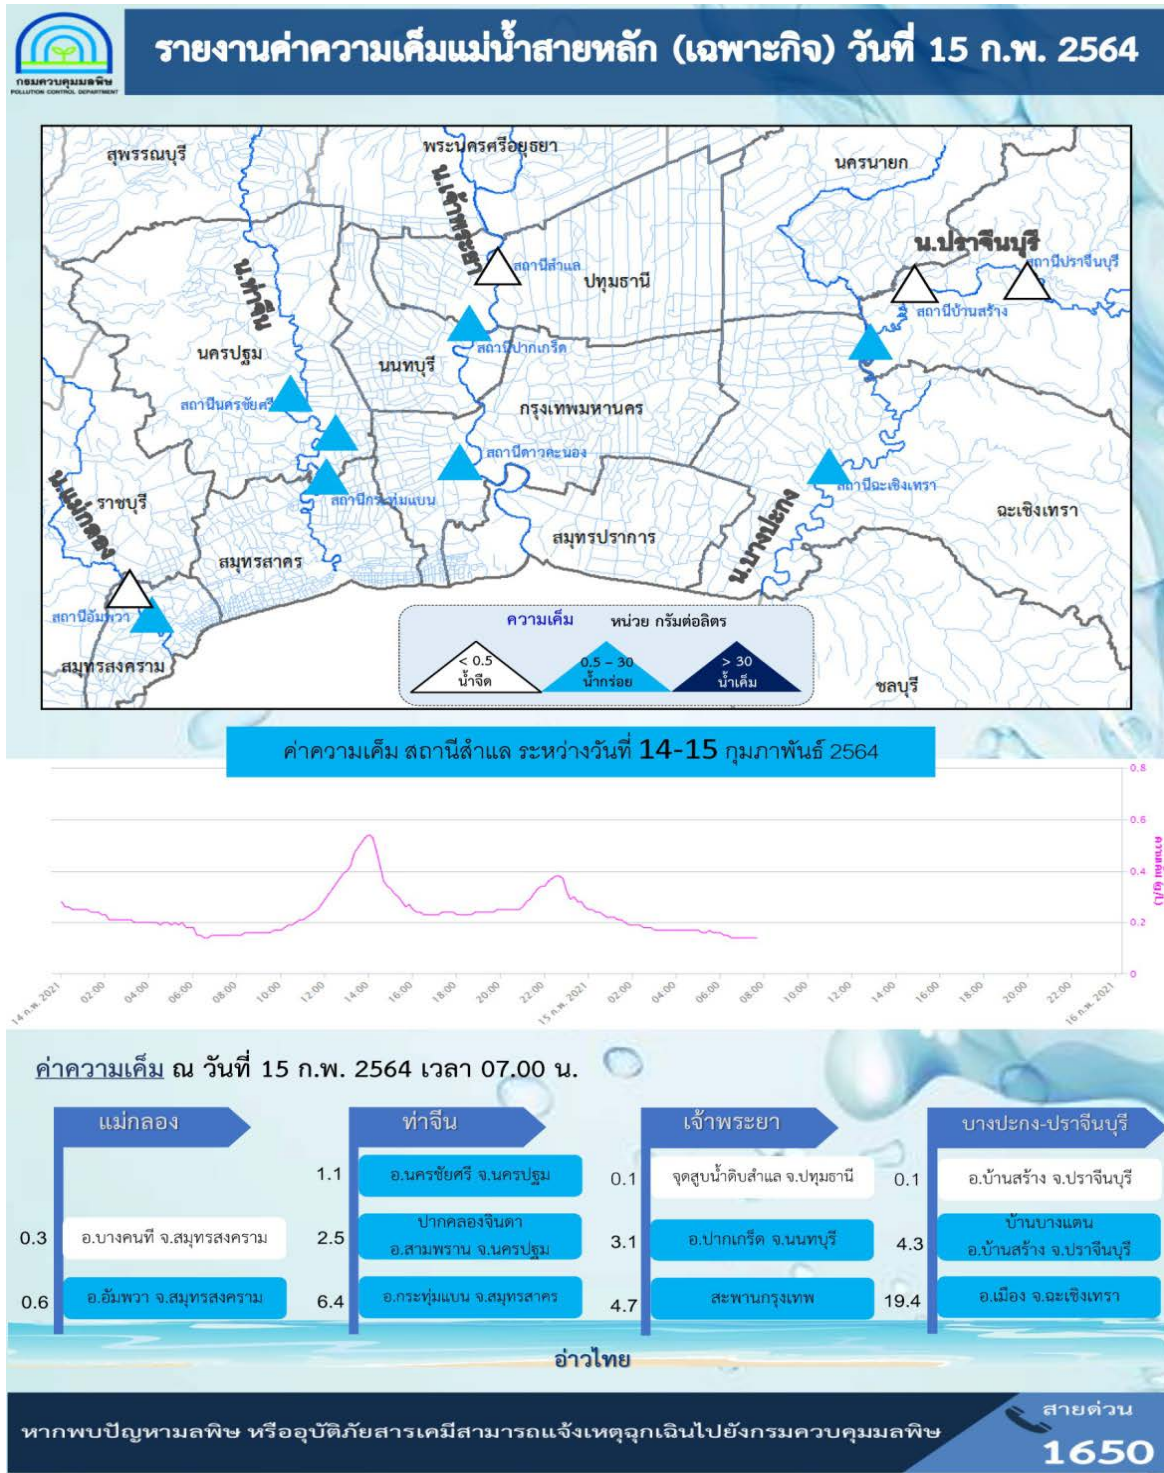 กรมควบคุมมลพิษ
POLLUTION CONTROL DEPARTMENT
รายงานค่าความเค็มแม่น้ำสายหลัก (เฉพาะกิจ) วันที่ 15 ก.พ. 2564
สุพรรณบุรี
พระนครศรีอยุธยา
นครนายก
น.เจ้าพระยา
น.ปราจีนบุรี
สถานีปราจีนบุรี
น.ท่าจีน
สถานีสำแล
ปทุมธานี
สถานีบ้านสร้าง
นครปฐม
นนทบุรี
สถานีปากเกร็ด
สถานีนครชัยศรี
กรุงเทพมหานคร
สถานีดาวคะนอง
สถานีฉะเชิงเทรา
น.แม่กลอง
ราชบุรี
สถานีกระทุ่มแบน
ฉะเชิงเทรา
สมุทรสาคร
สมุทรปราการ
น.บางปะกง
สถานีอัมพวา
สมุทรสงคราม
ชลบุรี
ความเค็ม หน่วย กรัมต่อลิตร
< 0.5
น้ำจืด
0.5 – 30
น้ำกร่อย
> 30
น้ำเค็ม
ค่าความเค็ม สถานีสำแล ระหว่างวันที่ 14-15 กุมภาพันธ์ 2564
0.8
0.6
0.4
0.2
0
ความเค็ม (g/L)
14 ก.พ. 2021 02:00 04:00 06:00 08:00 10:00 12:00 14:00 16:00 18:00 20:00 22:00 15 ก.พ. 2021 02:00 04:00 06:00 08:00 10:00 12:00 14:00 16:00 18:00 20:00 22:00 16 ก.พ. 2021
ค่าความเค็ม ณ วันที่ 15 ก.พ. 2564 เวลา 07.00 น.
แม่กลอง
0.3 อ.บางคนที จ.สมุทรสงคราม
0.6 อ.อัมพวา จ.สมุทรสงคราม
ท่าจีน
1.1 อ.นครชัยศรี จ.นครปฐม
2.5 ปากคลองจินดา
อ.สามพราน จ.นครปฐม
6.4 อ.กระทุ่มแบน จ.สมุทรสาคร
เจ้าพระยา
0.1 จุดสูบน้ำดิบสำแล จ.ปทุมธานี
3.1 อ.ปากเกร็ด จ.นนทบุรี
4.7 สะพานกรุงเทพ
บางปะกง-ปราจีนบุรี
0.1 อ.บ้านสร้าง จ.ปราจีนบุรี
4.3 บ้านบางแตน
อ.บ้านสร้าง จ.ปราจีนบุรี
19.4 อ.เมือง จ.ฉะเชิงเทรา
อ่าวไทย
หากพบปัญหามลพิษ หรืออุบัติภัยสารเคมีสามารถแจ้งเหตุฉุกเฉินไปยังกรมควบคุมมลพิษ
สายด่วน
1650